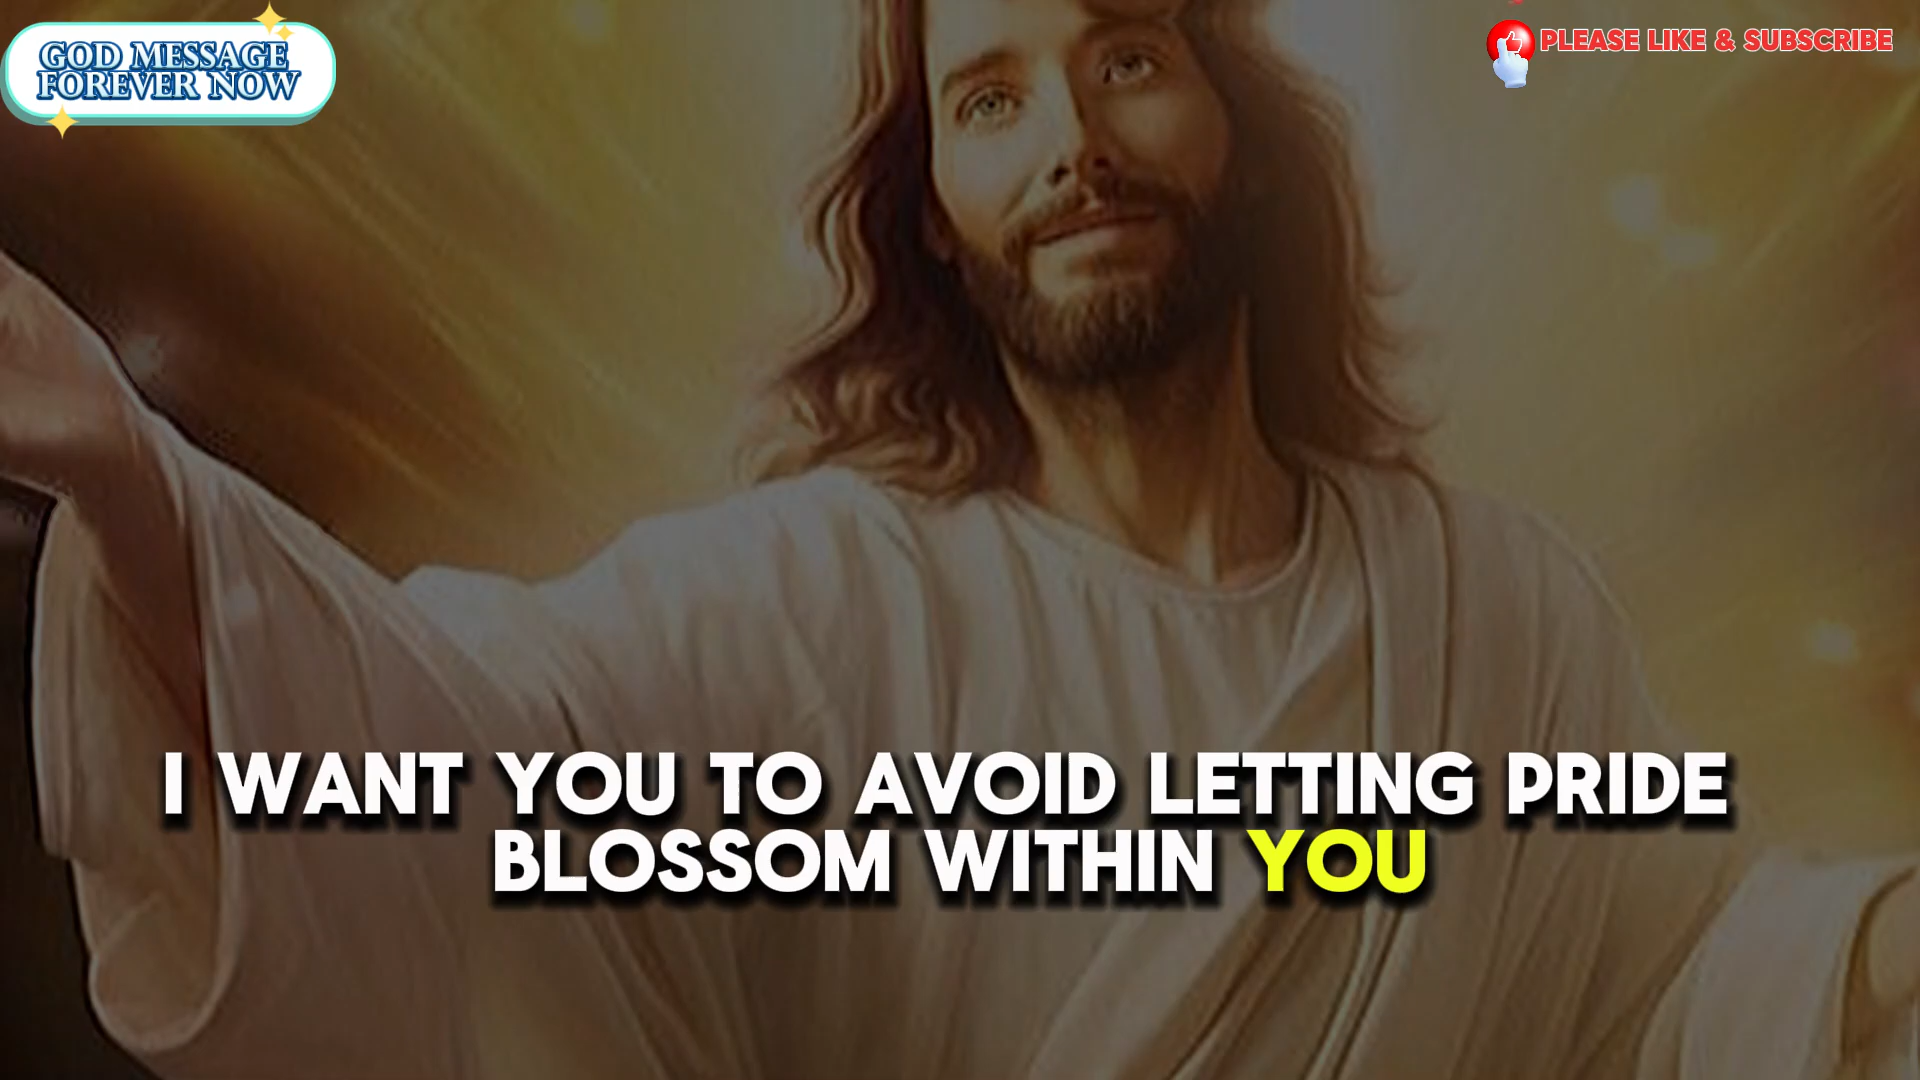 GOD MESSAGE
FOREVER NOW
PLEASE LIKE & SUBSCRIBE
I WANT YOU TO AVOID LETTING PRIDE
BLOSSOM WITHIN YOU